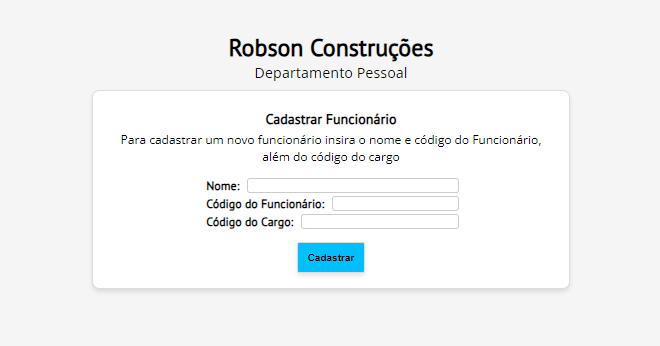 Robson Construções
Departamento Pessoal
Cadastrar Funcionário
Para cadastrar um novo funcionário insira o nome e código do Funcionário,
além do código do cargo
Nome:
Código do Funcionário:
Código do Cargo:
Cadastrar